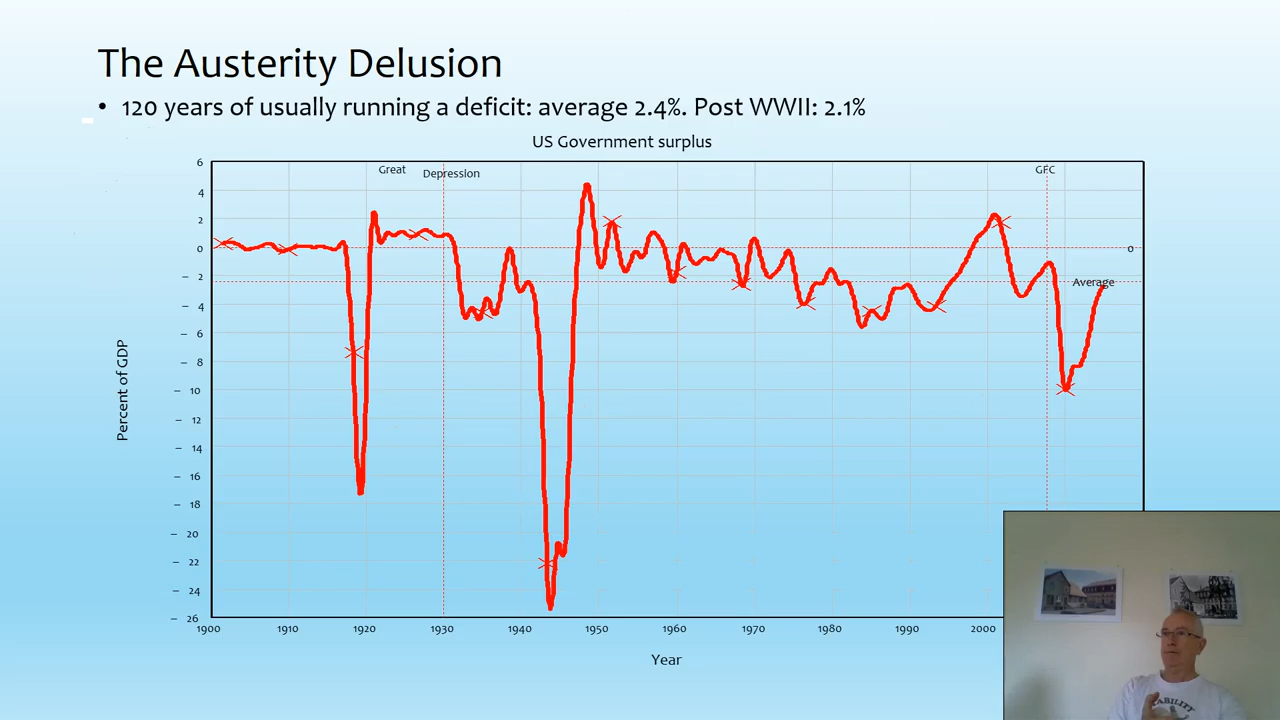 The Austerity Delusion
• 120 years of usually running a deficit: average 2.4%. Post WWII: 2.1%
US Government surplus
6
Great
Depression
GFC
4
2
0
0
− 2
Average
− 4
− 6
− 8
− 10
− 12
− 14
− 16
− 18
− 20
− 22
− 24
− 26
Percent of GDP
1900 1910 1920 1930 1940 1950 1960 1970 1980 1990 2000
Year